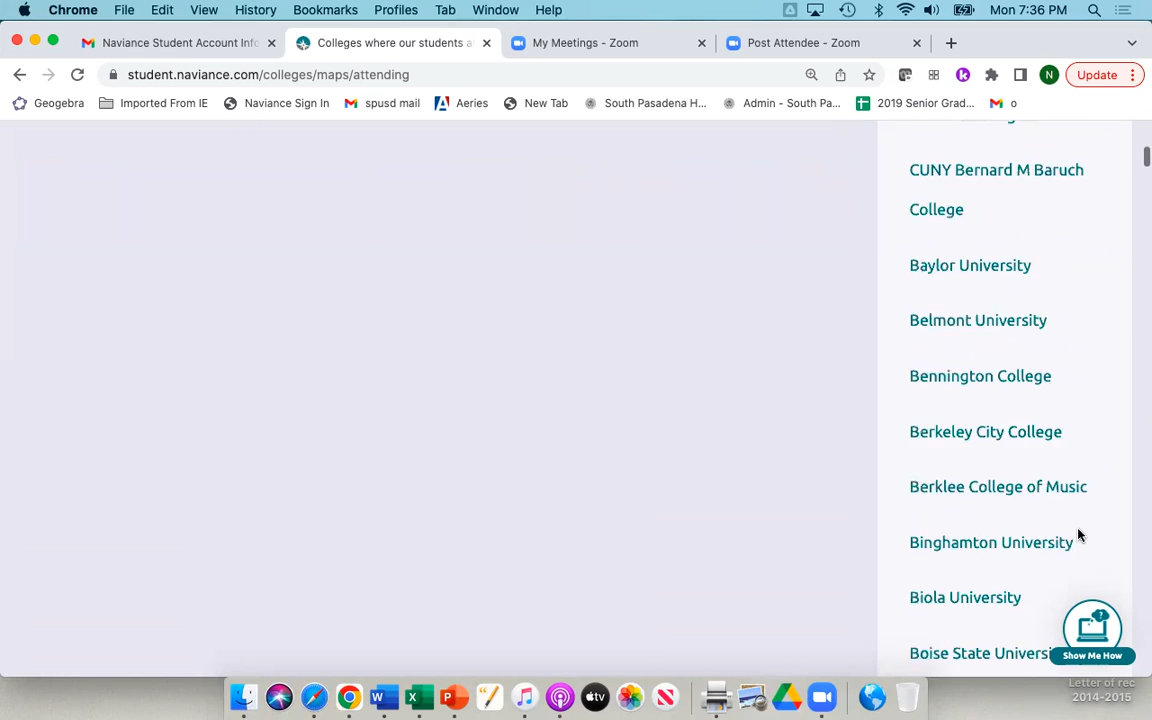 Chrome File Edit View History Bookmarks Profiles Tab Window Help Mon 7:36 PM
Naviance Student Account Info Colleges where our students a My Meetings - Zoom Post Attendee - Zoom
student.naviance.com/colleges/maps/attending N Update
Geogebra Imported From IE Naviance Sign In spusd mail Aeries New Tab South Pasadena H... Admin - South Pa... 2019 Senior Grad... o
CUNY Bernard M Baruch
College
Baylor University
Belmont University
Bennington College
Berkeley City College
Berklee College of Music
Binghamton University
Biola University
Boise State Universi
Show Me How
Letter of rec
2014-2015